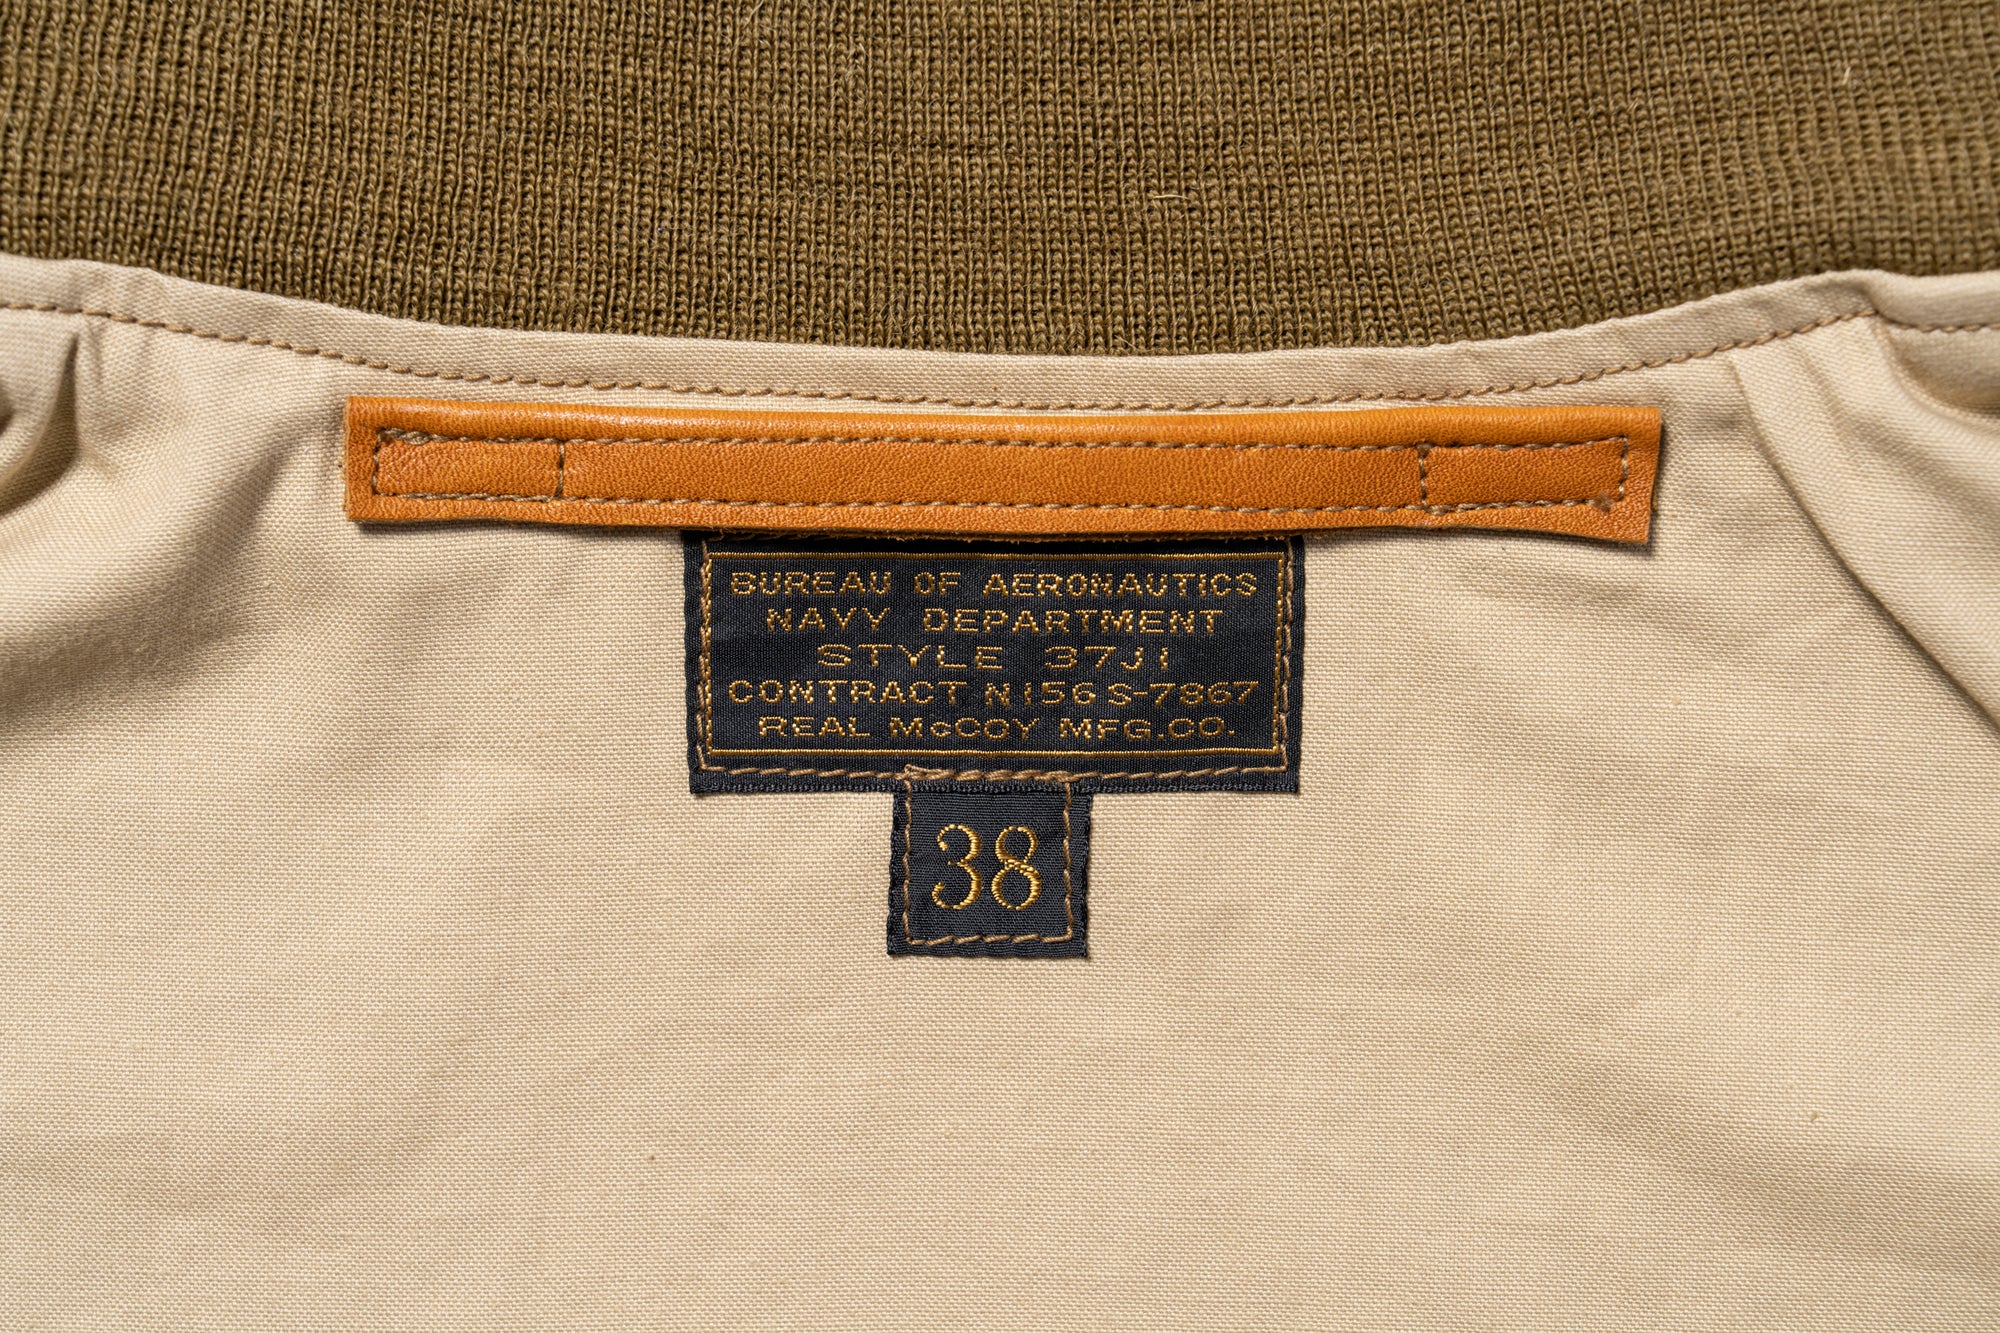 BUREAU OF AERONAUTICS
NAVY DEPARTMENT
STYLE 37J1
CONTRACT N156S-7867
REAL McCOY MFG.CO.
38